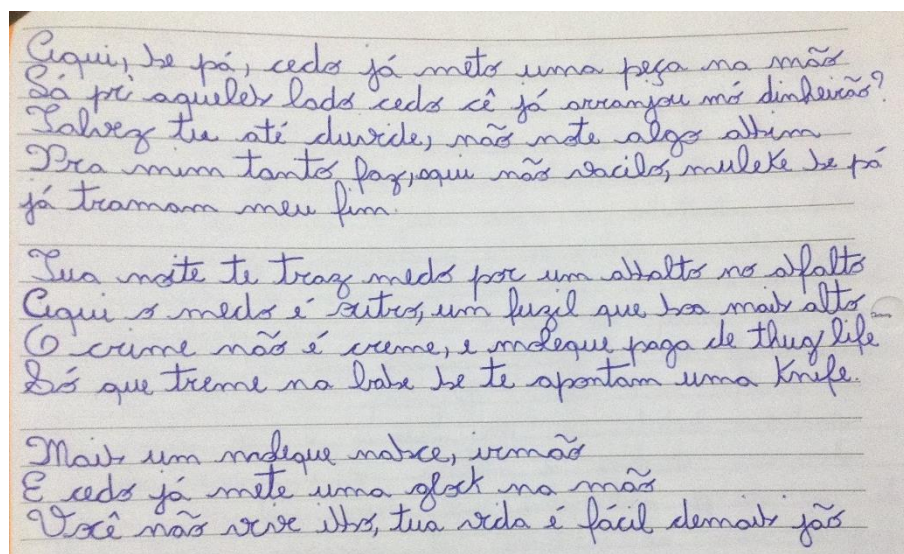 Aqui, se pá, cedo já meto uma peça na mão
Só pr'aqueles lados cedo cê já arranjou mó dinheirão?
Talvez tu até duvide, não note algo assim
Pra mim tanto faz, aqui não vacilo, muleke se pá
já tramam meu fim.
Tua noite te traz medo por um assalto no asfalto
Aqui o medo é outro, um fuzil que soa mais alto
O crime não é creme, e moleque paga de thug life
Só que treme na base se te apontam uma Knife.
Mais um moleque nasce, irmão
E cedo já mete uma glock na mão
Você não vive isso, tua vida é fácil demais jão